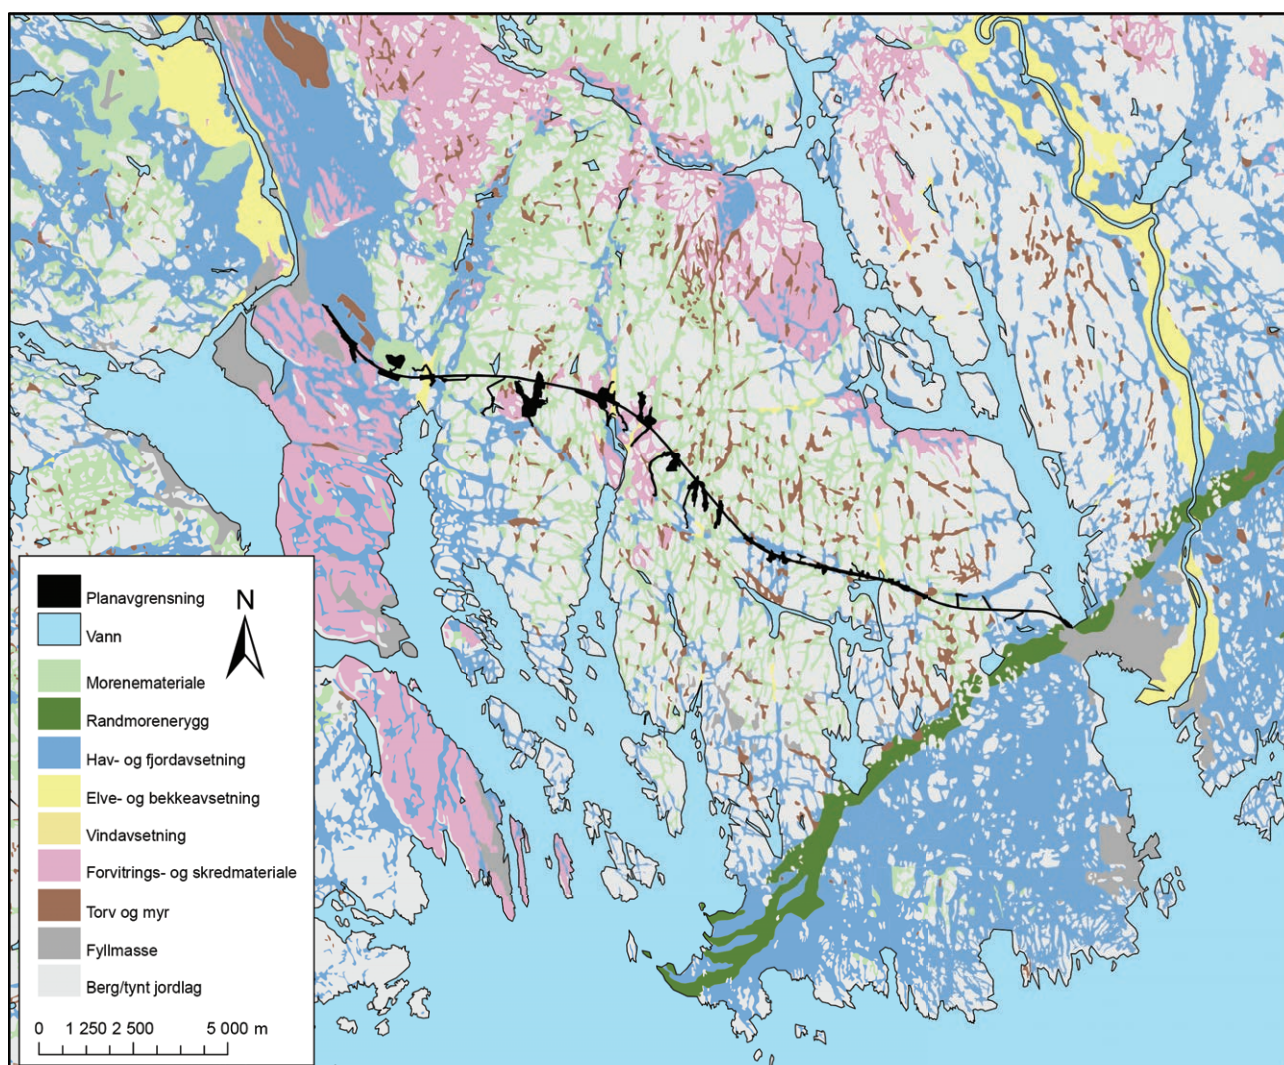 Planavgrensning
N
Vann
Morenemateriale
Randmorenerygg
Hav- og fjordavsetning
Elve- og bekkeavsetning
Vindavsetning
Forvitrings- og skredmateriale
Torv og myr
Fyllmasse
Berg/tynt jordlag
0 1 250 2 500 5 000 m